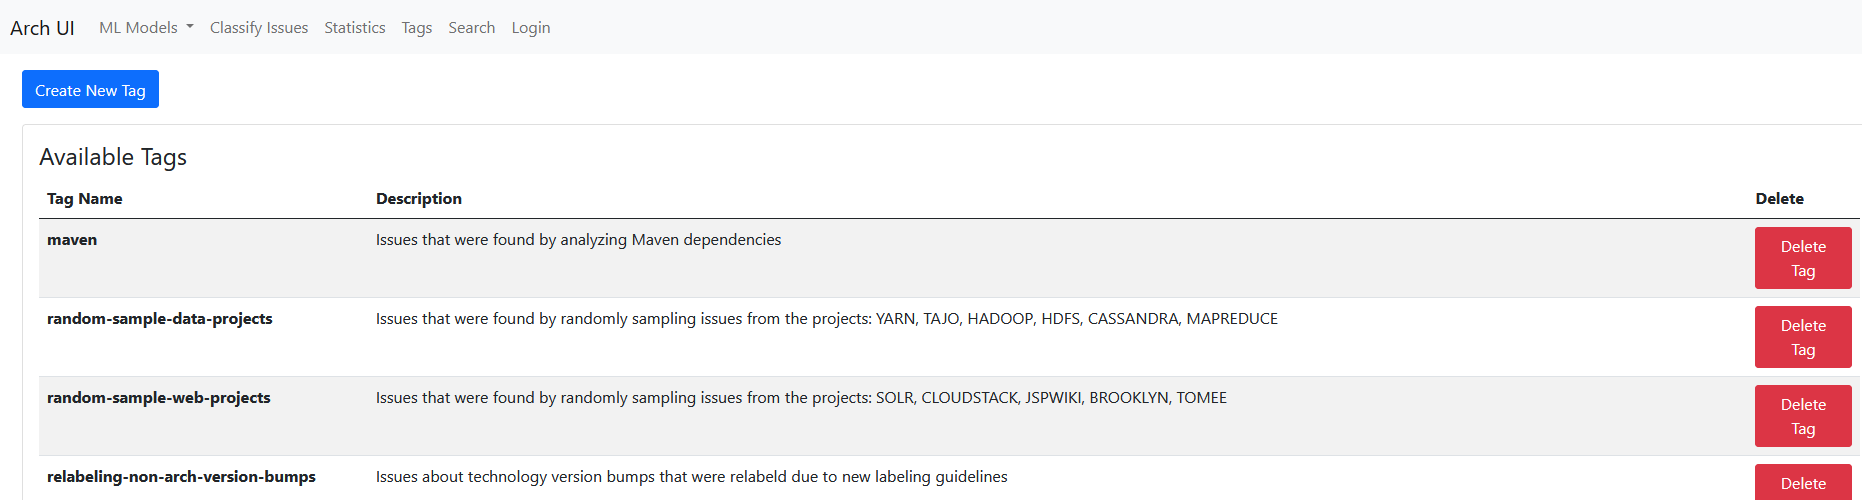 Arch UI ML Models Classify Issues Statistics Tags Search Login
Create New Tag
Available Tags
Tag Name Description Delete
maven Issues that were found by analyzing Maven dependencies Delete
Tag
random-sample-data-projects Issues that were found by randomly sampling issues from the projects: YARN, TAJO, HADOOP, HDFS, CASSANDRA, MAPREDUCE Delete
Tag
random-sample-web-projects Issues that were found by randomly sampling issues from the projects: SOLR, CLOUDSTACK, JSPWIKI, BROOKLYN, TOMEE Delete
Tag
relabeling-non-arch-version-bumps Issues about technology version bumps that were relabeld due to new labeling guidelines Delete